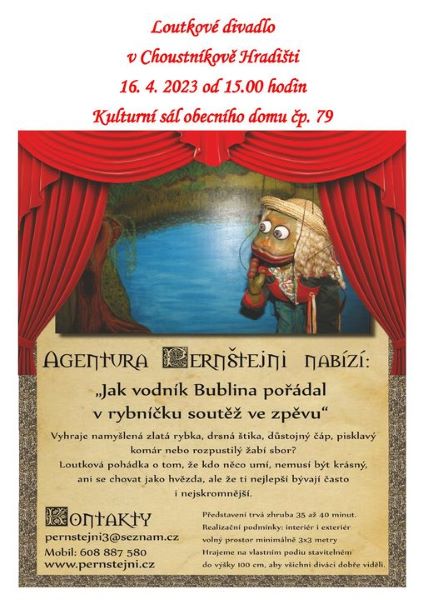 Loutkové divadlo
v Choustníkově Hradišti
16. 4. 2023 od 15.00 hodin
Kulturní sál obecního domu čp. 79
Agentura Pernštejni nabízí:
„Jak vodník Bublina pořádal
v rybníčku soutěž ve zpěvu“
Vyhraje namyšlená zlatá rybka, drsná štika, důstojný čáp, pisklavý
komár nebo rozpustilý žabí sbor?
Loutková pohádka o tom, že kdo něco umí, nemusí být krásný,
ani se chovat jako hvězda, ale že ti nejlepší bývají často
i nejskromnější.
Kontakty
pernstejni3@seznam.cz
Mobil: 608 887 580
www.pernstejni.cz
Představení trvá zhruba 35 až 40 minut.
Realizační podmínky: interiér i exteriér
volný prostor minimálně 3x3 metry
Hrajeme na vlastním podiu stavitelném
do výšky 100 cm, aby všichni diváci dobře viděli.